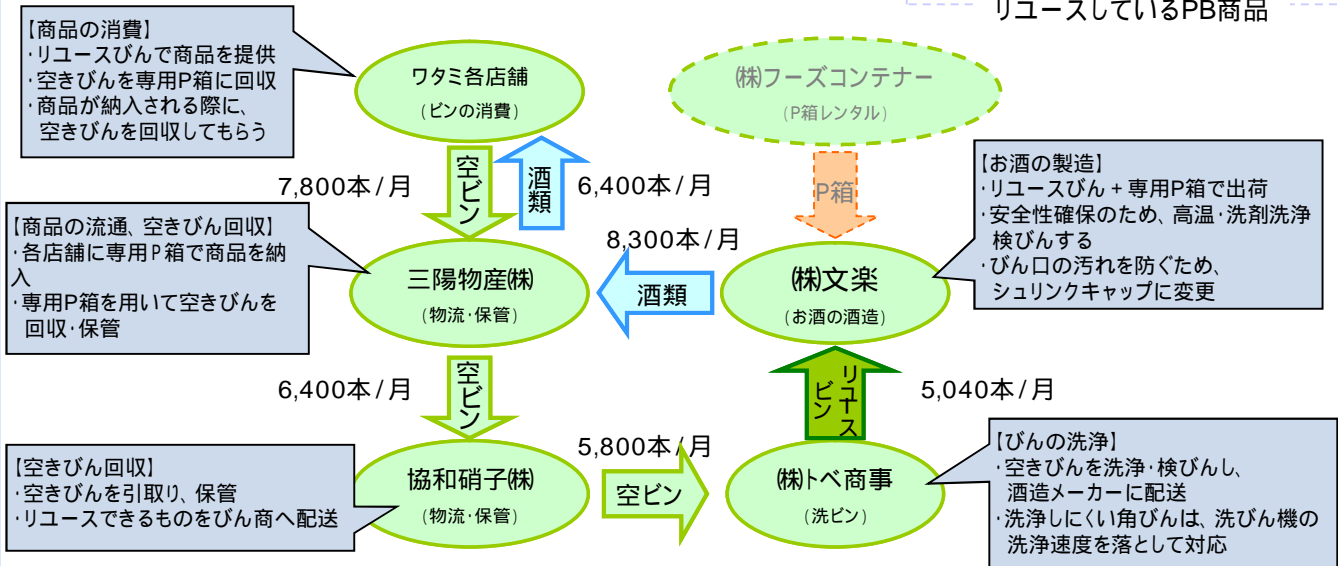 リユースしているPB商品
【商品の消費】
･リユースびんで商品を提供
･空きびんを専用P箱に回収
･商品が納入される際に、
空きびんを回収してもらう
ワタミ各店舗
(ビンの消費)
㈱フーズコンテナー
(P箱レンタル)
空ビン
酒類
7,800本/月
6,400本/月
P箱
【お酒の製造】
･リユースびん+専用P箱で出荷
･安全性確保のため、高温･洗剤洗浄
検びんする
･びん口の汚れを防ぐため、
シュリンクキャップに変更
【商品の流通、空きびん回収】
･各店舗に専用P箱で商品を納
入
･専用P箱を用いて空きびんを
回収･保管
三陽物産㈱
(物流･保管)
8,300本/月
酒類
㈱文楽
(お酒の酒造)
6,400本/月
空ビン
リユース
ビン
5,040本/月
【空きびん回収】
･空きびんを引取り、保管
･リユースできるものをびん商へ配送
協和硝子㈱
(物流･保管)
5,800本/月
空ビン
㈱トベ商事
(洗ビン)
【びんの洗浄】
･空きびんを洗浄･検びんし、
酒造メーカーに配送
･洗浄しにくい角びんは、洗びん機の
洗浄速度を落として対応